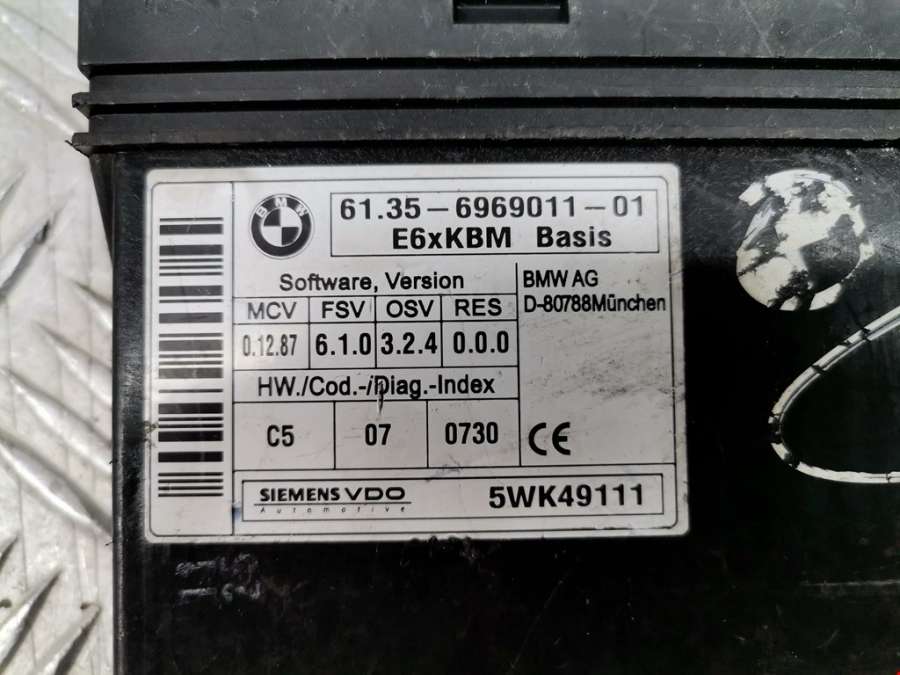 BMW
61.35-6969011-01
E6xKBM Basis
Software, Version
BMW AG
D-80788München
MCV FSV OSV RES
0.12.87 6.1.0 3.2.4 0.0.0
HW./Cod.-/Diag.-Index
C5 07 0730
CE
SIEMENS VDO
Automotive
5WK49111